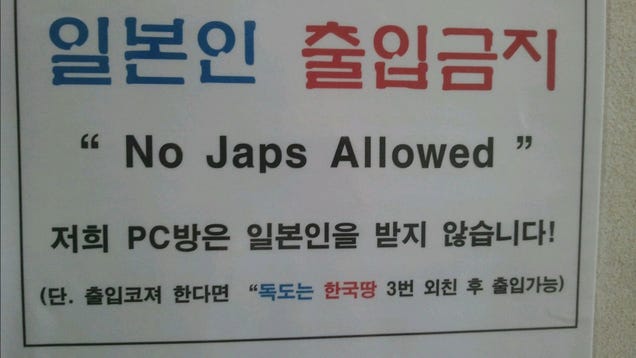 일본인 출입금지
“ No Japs Allowed ”
저희 PC방은 일본인을 받지 않습니다!
(단. 출입코져 한다면 “독도는 한국땅 3번 외친 후 출입가능)